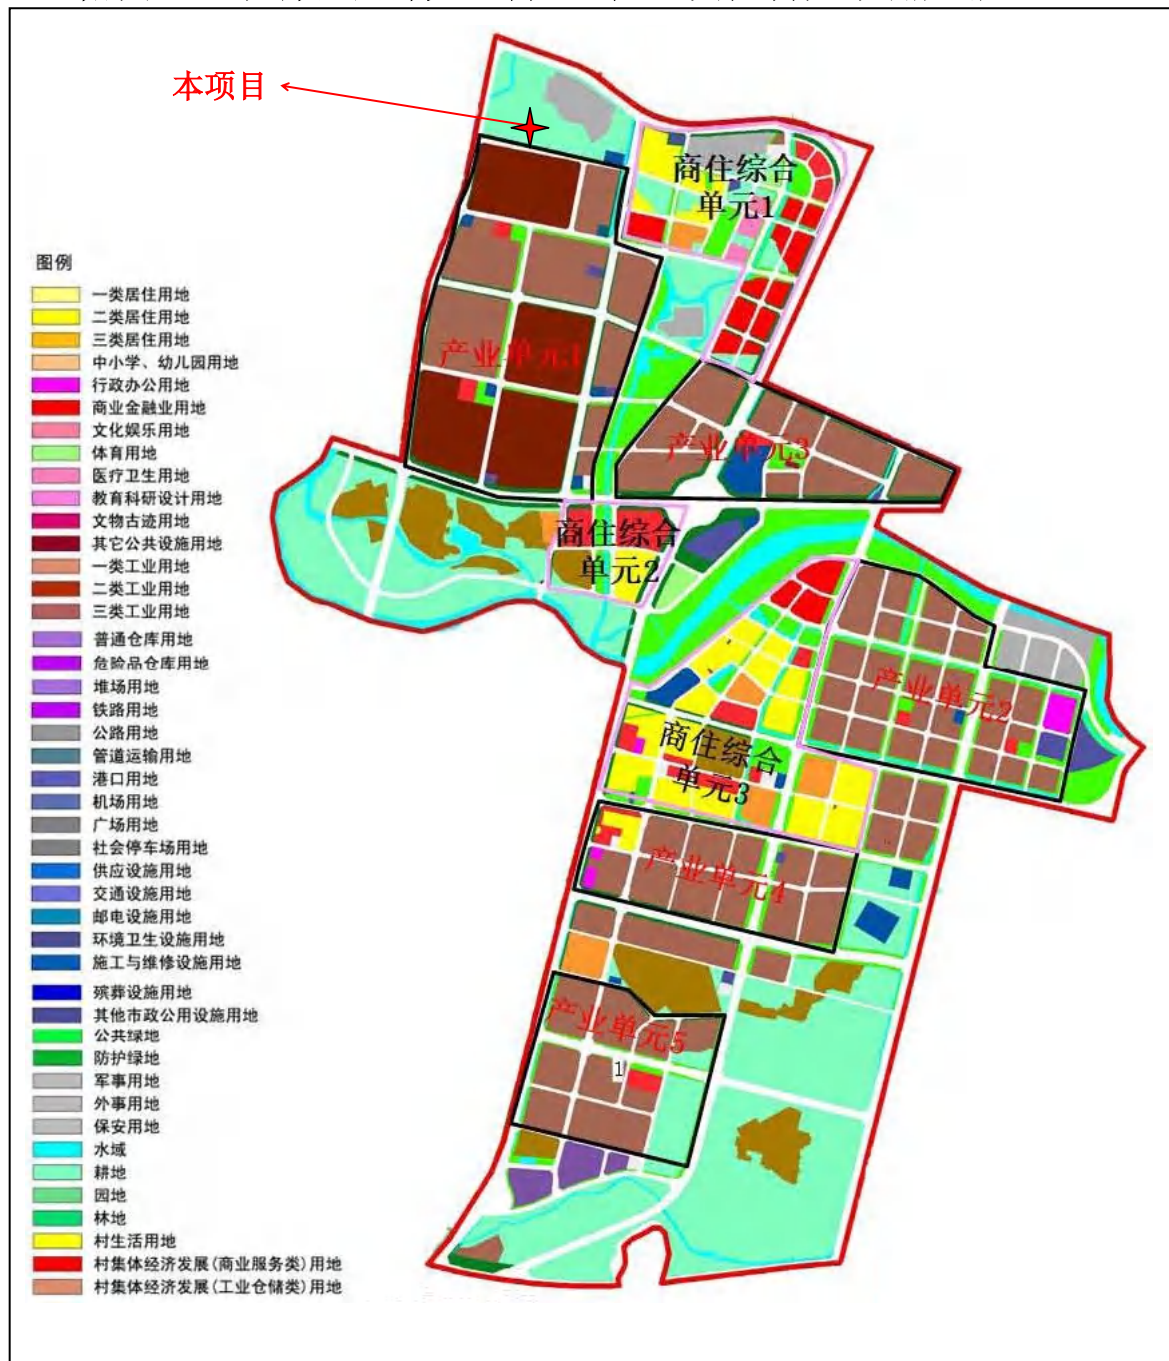 本项目
商住综合
单元1
图例
一类居住用地
二类居住用地
三类居住用地
中小学、幼儿园用地
行政办公用地
商业金融业用地
文化娱乐用地
体育用地
医疗卫生用地
教育科研设计用地
文物古迹用地
其它公共设施用地
一类工业用地
二类工业用地
三类工业用地
普通仓库用地
危险品仓库用地
堆场用地
铁路用地
公路用地
管道运输用地
港口用地
机场用地
广场用地
社会停车场用地
供应设施用地
交通设施用地
邮电设施用地
环境卫生设施用地
施工与维修设施用地
殡葬设施用地
其他市政公用设施用地
公共绿地
防护绿地
军事用地
外事用地
保安用地
水域
耕地
园地
林地
村生活用地
村集体经济发展(商业服务类)用地
村集体经济发展(工业仓储类)用地
产业单元1
产业单元3
商住综合
单元2
产业单元2
商住综合
单元3
产业单元4
产业单元5
1